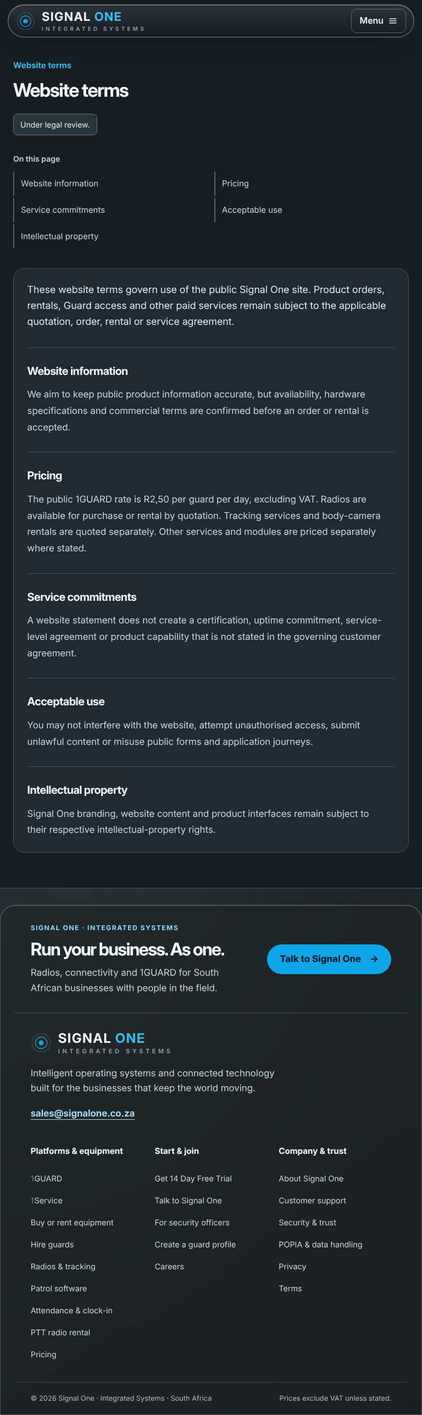 SIGNAL ONE
INTEGRATED SYSTEMS
Menu
Website terms
Website terms
Under legal review.
On this page
Website information
Pricing
Service commitments
Acceptable use
Intellectual property
These website terms govern use of the public Signal One site. Product orders,
rentals, Guard access and other paid services remain subject to the applicable
quotation, order, rental or service agreement.
Website information
We aim to keep public product information accurate, but availability, hardware
specifications and commercial terms are confirmed before an order or rental is
accepted.
Pricing
The public 1GUARD rate is R2,50 per guard per day, excluding VAT. Radios are
available for purchase or rental by quotation. Tracking services and body-camera
rentals are quoted separately. Other services and modules are priced separately
where stated.
Service commitments
A website statement does not create a certification, uptime commitment, service-
level agreement or product capability that is not stated in the governing customer
agreement.
Acceptable use
You may not interfere with the website, attempt unauthorised access, submit
unlawful content or misuse public forms and application journeys.
Intellectual property
Signal One branding, website content and product interfaces remain subject to
their respective intellectual-property rights.
SIGNAL ONE · INTEGRATED SYSTEMS
Run your business. As one.
Radios, connectivity and 1GUARD for South
African businesses with people in the field.
Talk to Signal One →
SIGNAL ONE
INTEGRATED SYSTEMS
Intelligent operating systems and connected technology
built for the businesses that keep the world moving.
sales@signalone.co.za
Platforms & equipment
1GUARD
1Service
Buy or rent equipment
Hire guards
Radios & tracking
Patrol software
Attendance & clock-in
PTT radio rental
Pricing
Start & join
Get 14 Day Free Trial
Talk to Signal One
For security officers
Create a guard profile
Careers
Company & trust
About Signal One
Customer support
Security & trust
POPIA & data handling
Privacy
Terms
© 2026 Signal One · Integrated Systems · South Africa
Prices exclude VAT unless stated.